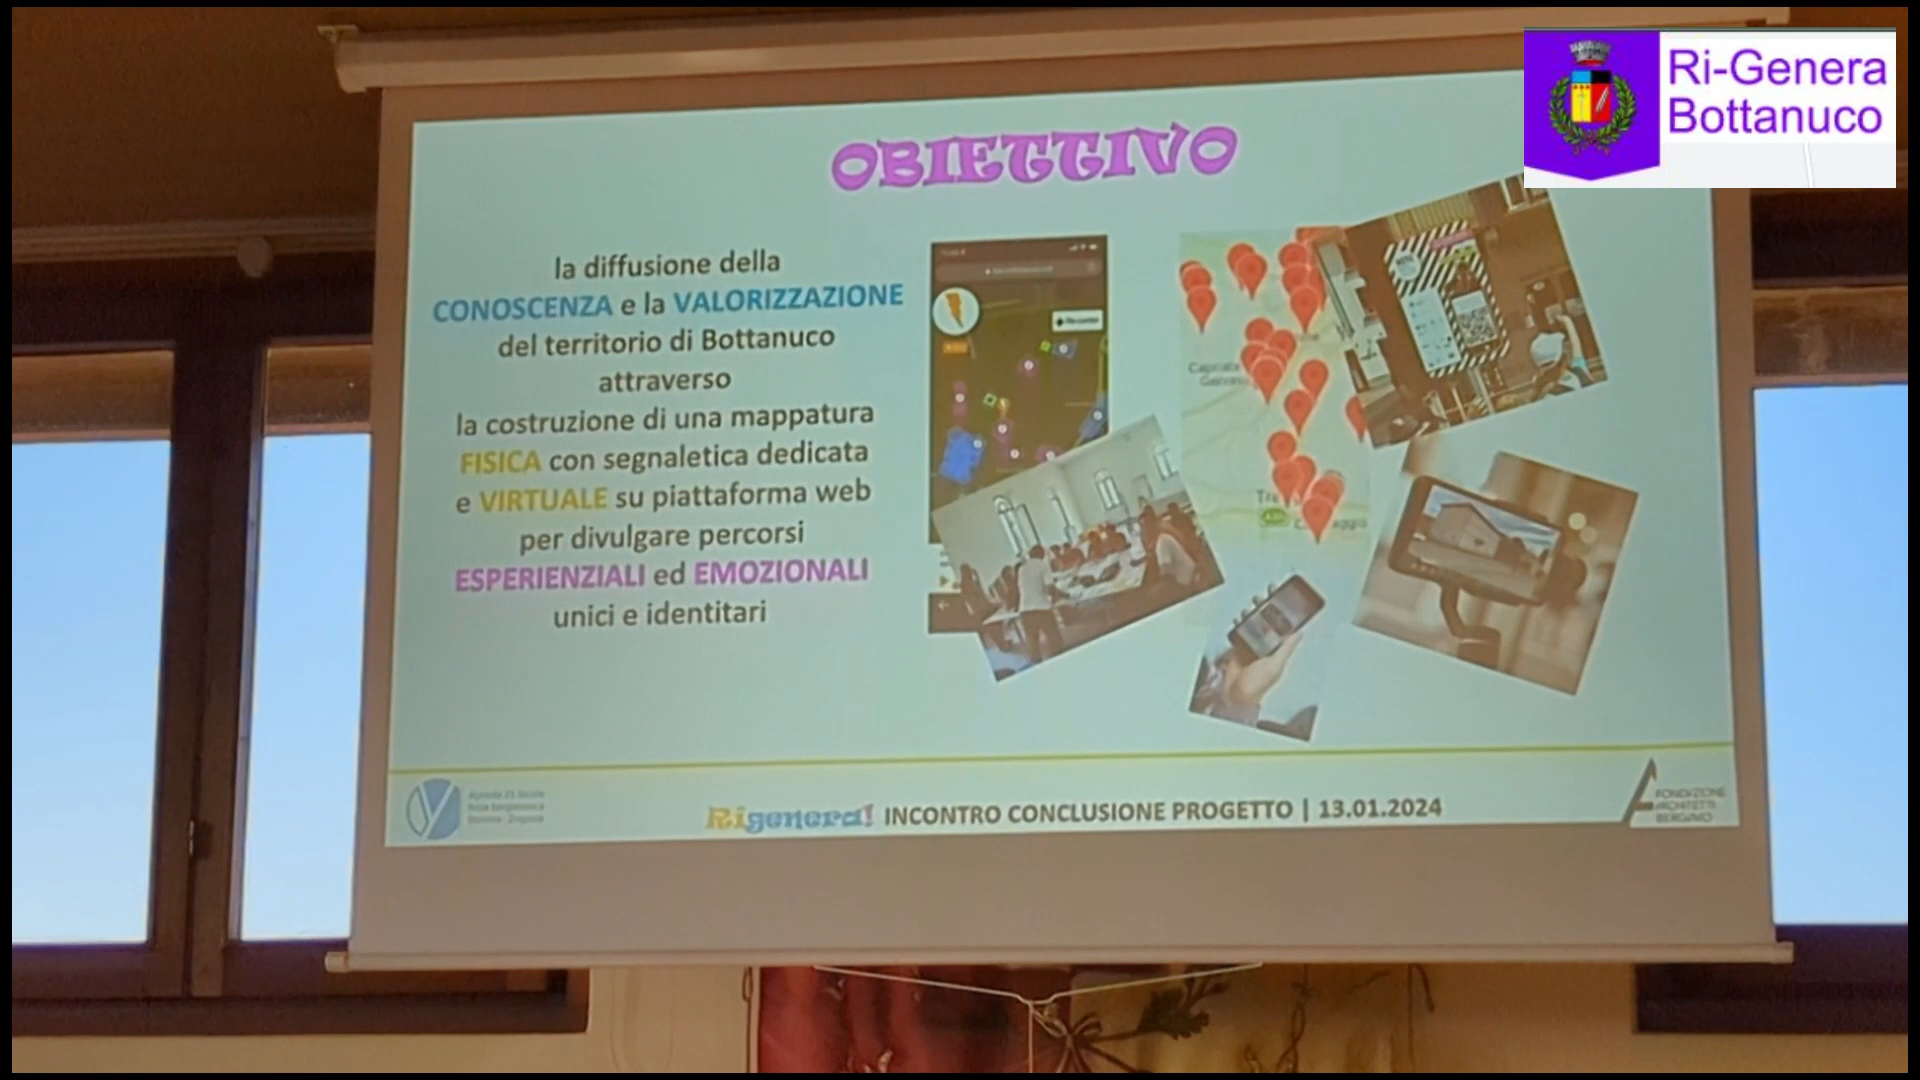 Ri-Genera
Bottanuco
OBIETTIVO
la diffusione della
CONOSCENZA e la VALORIZZAZIONE
del territorio di Bottanuco
attraverso
la costruzione di una mappatura
FISICA con segnaletica dedicata
e VIRTUALE su piattaforma web
per divulgare percorsi
ESPERIENZIALI ed EMOZIONALI
unici e identitari
Rigenera! INCONTRO CONCLUSIONE PROGETTO | 13.01.2024
FONDAZIONE
ARCHITETTI
BERGAMO